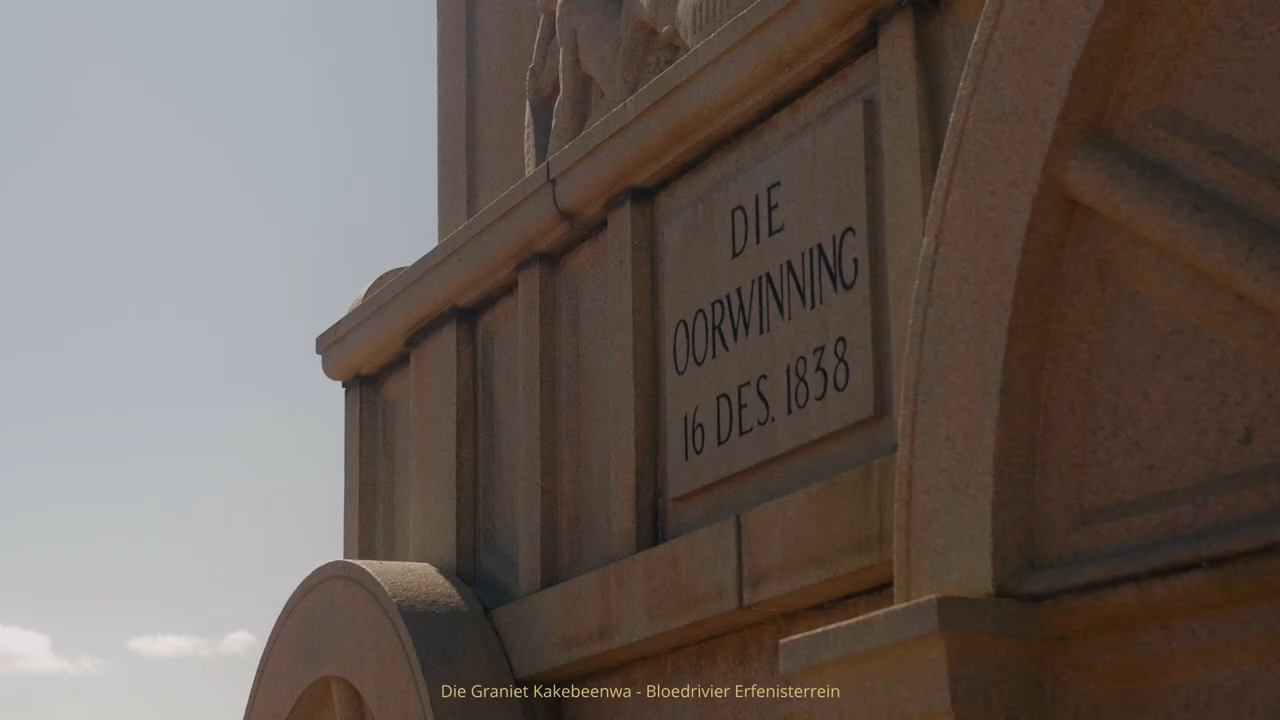 DIE
OORWINNING
16 DES. 1838
Die Graniet Kakebeenwa - Bloedrivier Erfenisterrein